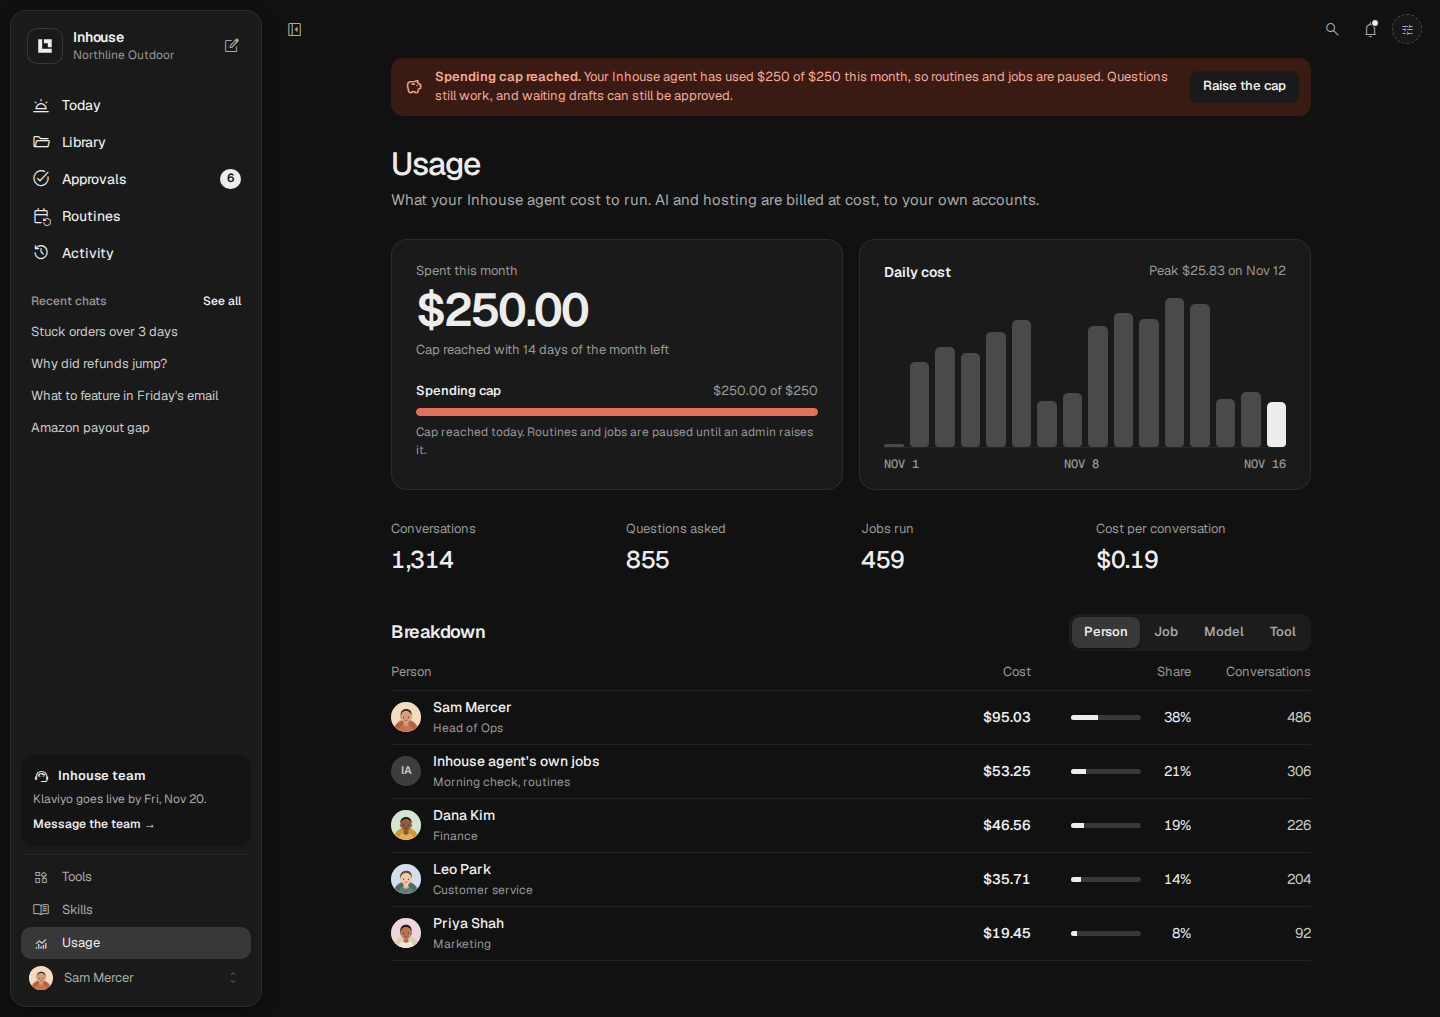 Inhouse
Northline Outdoor
Today
Library
Approvals 6
Routines
Activity
Recent chats See all
Stuck orders over 3 days
Why did refunds jump?
What to feature in Friday's email
Amazon payout gap
Inhouse team
Klaviyo goes live by Fri, Nov 20.
Message the team →
Tools
Skills
Usage
Sam Mercer
Spending cap reached. Your Inhouse agent has used $250 of $250 this month, so routines and jobs are paused. Questions
still work, and waiting drafts can still be approved.
Raise the cap
Usage
What your Inhouse agent cost to run. AI and hosting are billed at cost, to your own accounts.
Spent this month
$250.00
Cap reached with 14 days of the month left
Spending cap $250.00 of $250
Cap reached today. Routines and jobs are paused until an admin raises
it.
Daily cost Peak $25.83 on Nov 12
NOV 1 NOV 8 NOV 16
Conversations Questions asked Jobs run Cost per conversation
1,314 855 459 $0.19
Breakdown Person Job Model Tool
Person Cost Share Conversations
Sam Mercer $95.03 38% 486
Head of Ops
IA Inhouse agent's own jobs $53.25 21% 306
Morning check, routines
Dana Kim $46.56 19% 226
Finance
Leo Park $35.71 14% 204
Customer service
Priya Shah $19.45 8% 92
Marketing